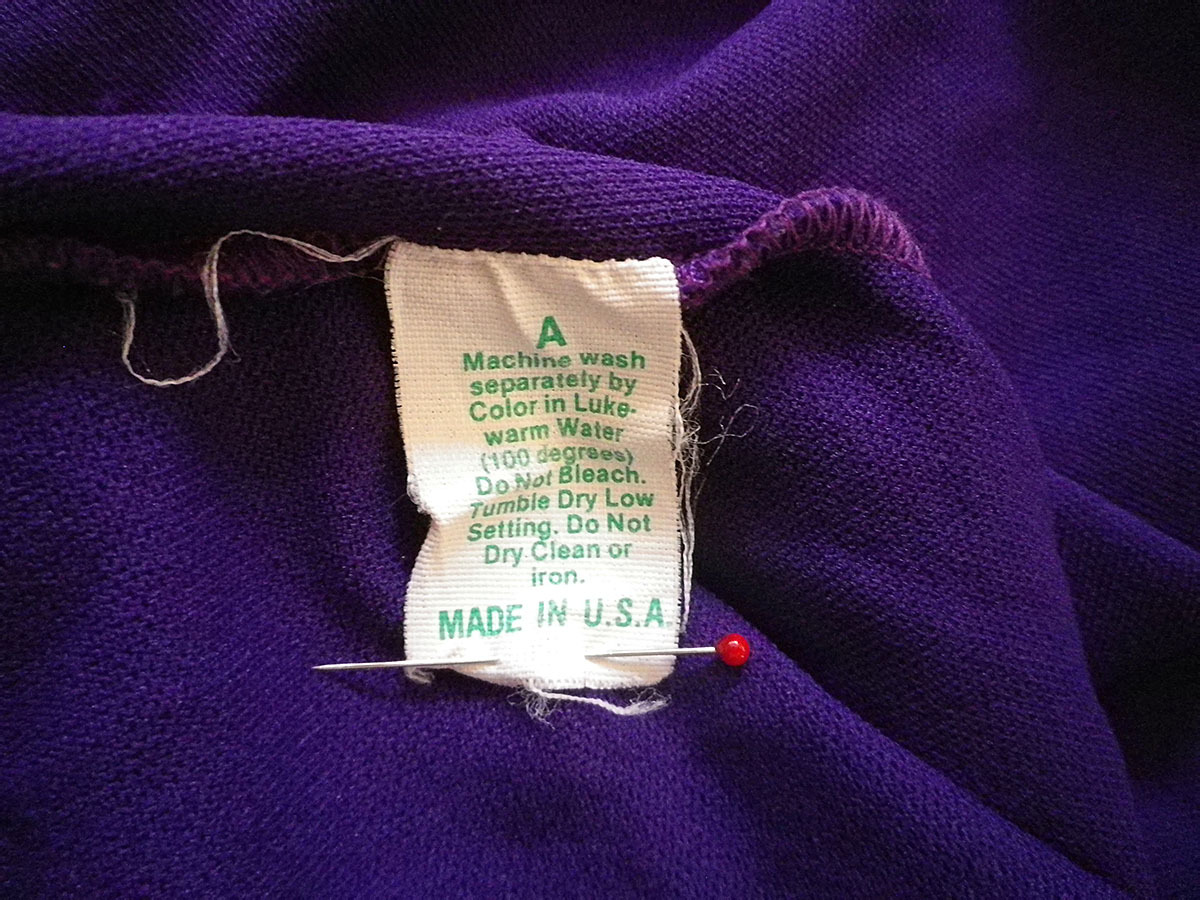 A
Machine wash
separately by
Color in Luke-
warm Water
(100 degrees)
Do Not Bleach.
Tumble Dry Low
Setting. Do Not
Dry Clean or
iron.
MADE IN U.S.A.